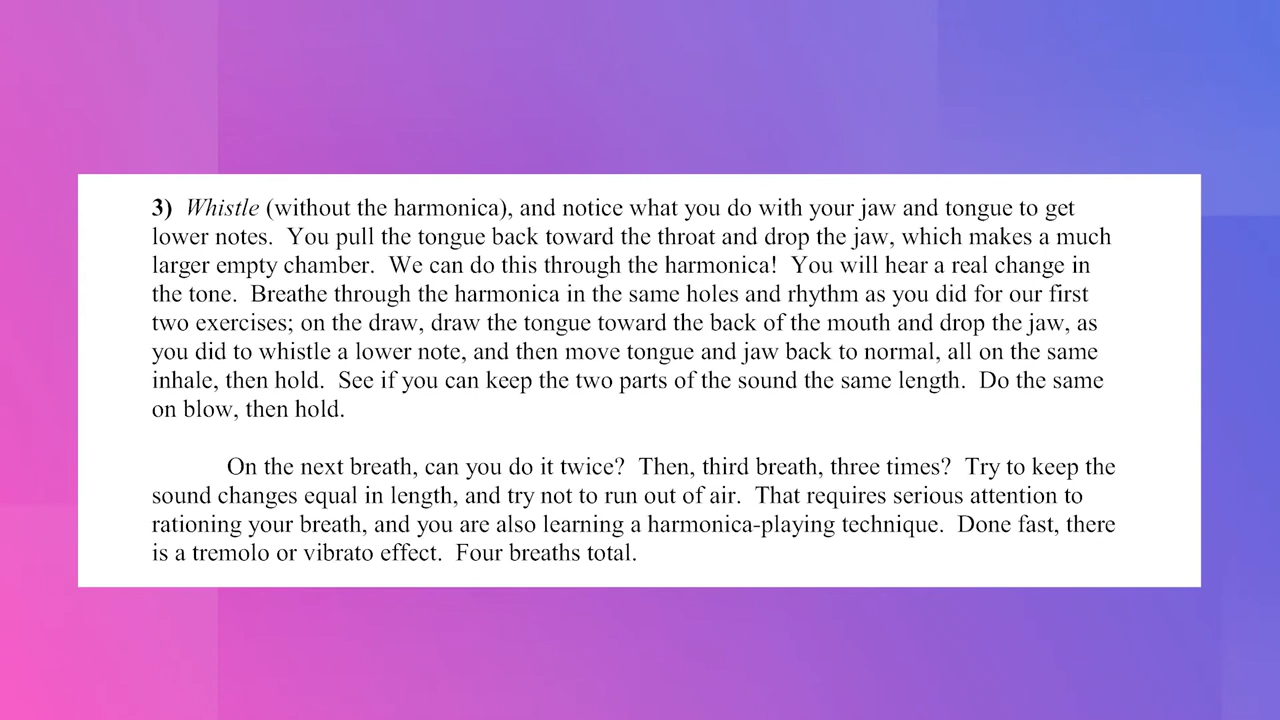 3) Whistle (without the harmonica), and notice what you do with your jaw and tongue to get
lower notes. You pull the tongue back toward the throat and drop the jaw, which makes a much
larger empty chamber. We can do this through the harmonica! You will hear a real change in
the tone. Breathe through the harmonica in the same holes and rhythm as you did for our first
two exercises; on the draw, draw the tongue toward the back of the mouth and drop the jaw, as
you did to whistle a lower note, and then move tongue and jaw back to normal, all on the same
inhale, then hold. See if you can keep the two parts of the sound the same length. Do the same
on blow, then hold.
On the next breath, can you do it twice? Then, third breath, three times? Try to keep the
sound changes equal in length, and try not to run out of air. That requires serious attention to
rationing your breath, and you are also learning a harmonica-playing technique. Done fast, there
is a tremolo or vibrato effect. Four breaths total.